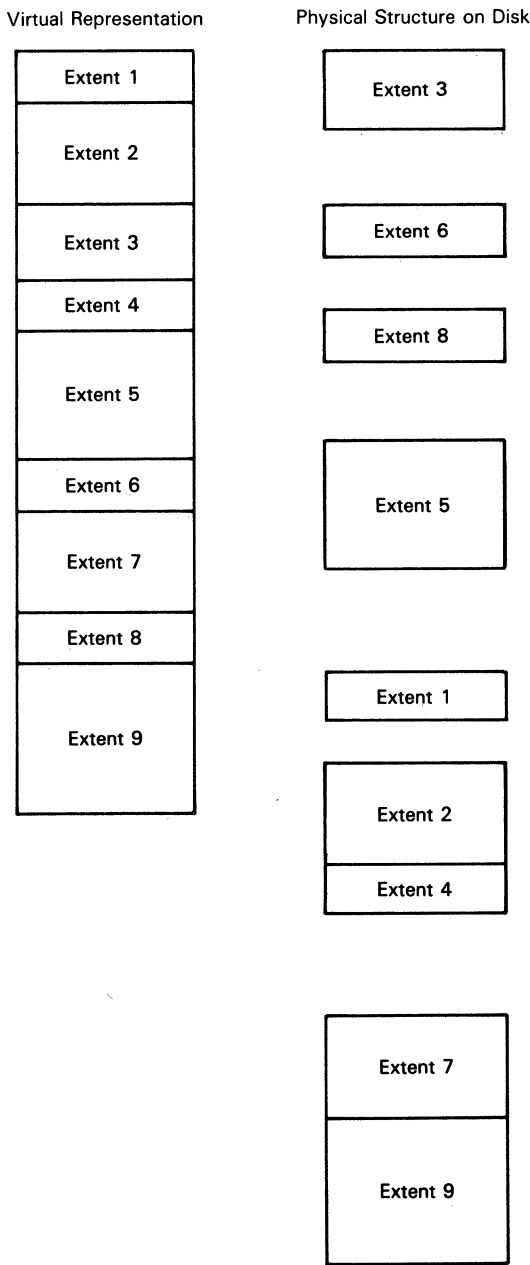 Virtual Representation
Extent 1
Extent 2
Extent 3
Extent 4
Extent 5
Extent 6
Extent 7
Extent 8
Extent 9
Physical Structure on Disk
Extent 3
Extent 6
Extent 8
Extent 5
Extent 1
Extent 2
Extent 4
Extent 7
Extent 9